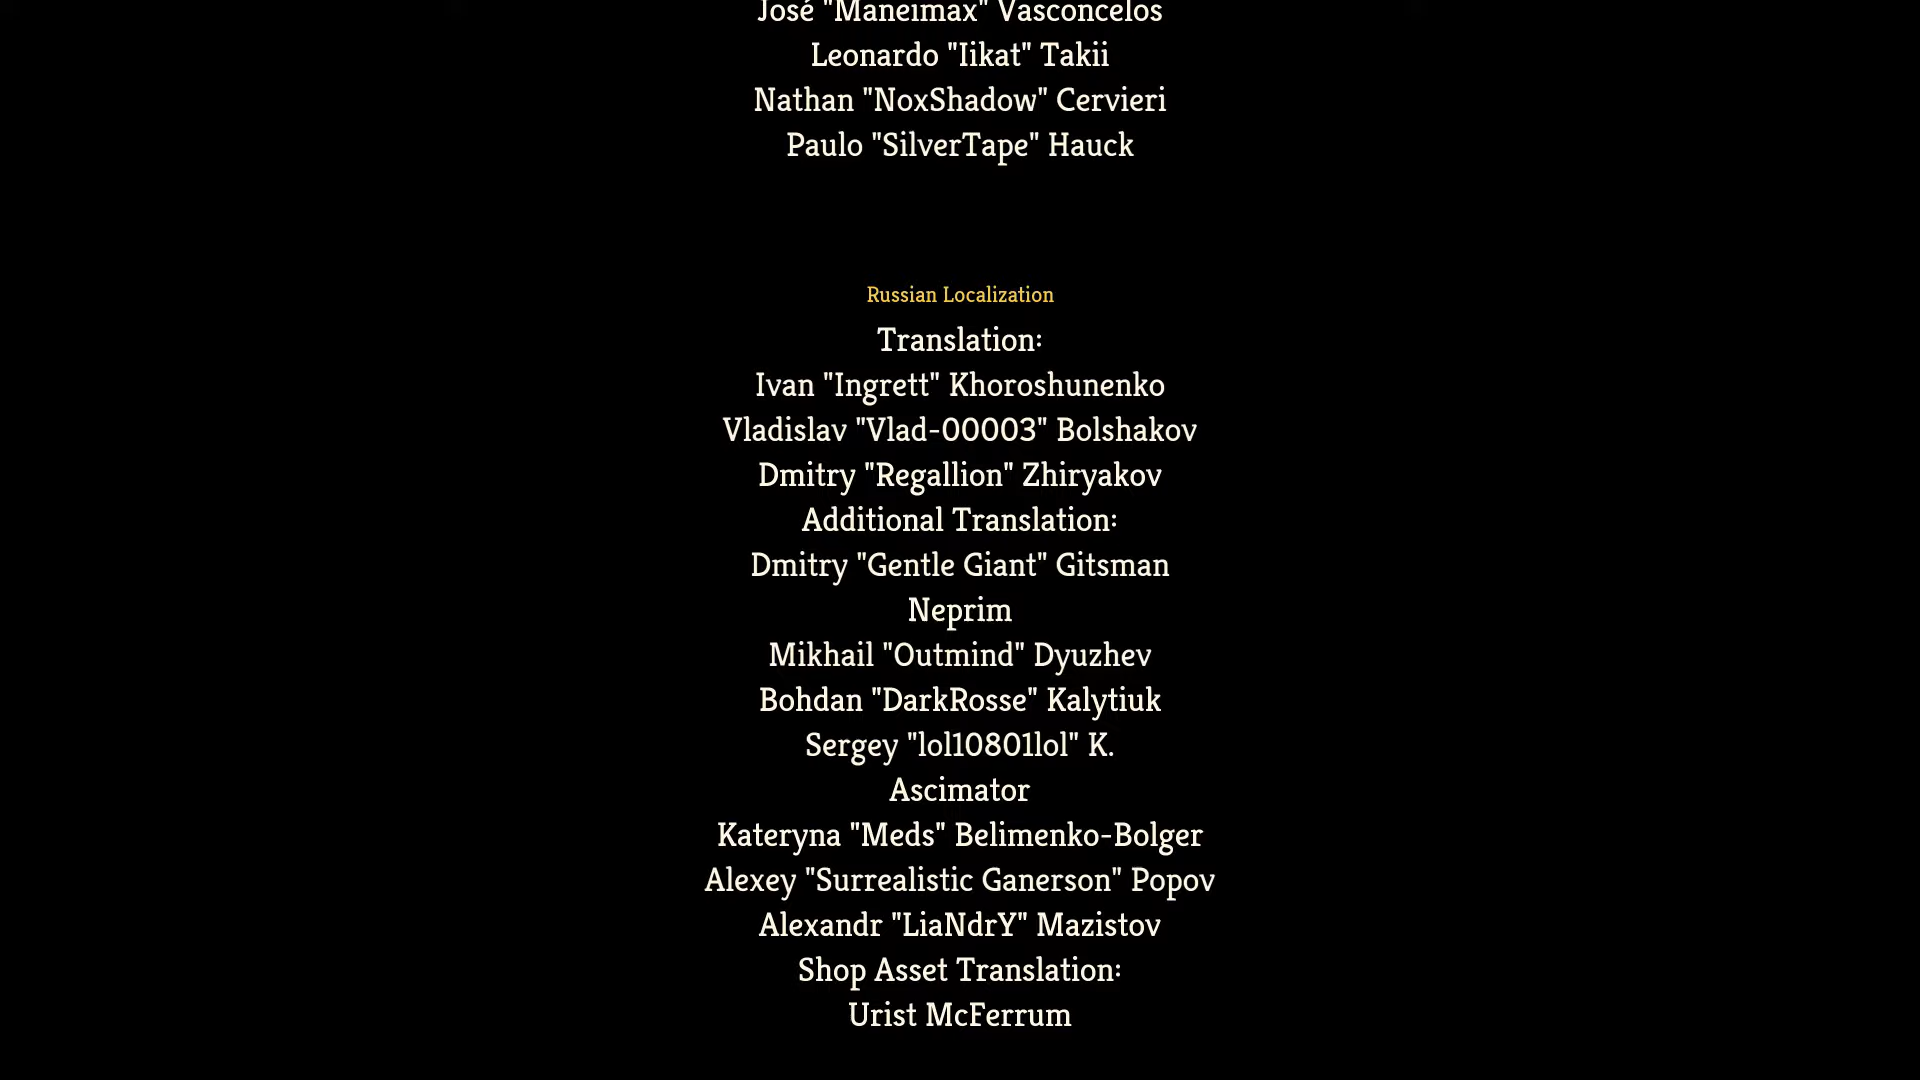 José "Maneimax" Vasconcelos
Leonardo "Iikat" Takii
Nathan "NoxShadow" Cervieri
Paulo "SilverTape" Hauck
Russian Localization
Translation:
Ivan "Ingrett" Khoroshunenko
Vladislav "Vlad-00003" Bolshakov
Dmitry "Regallion" Zhiryakov
Additional Translation:
Dmitry "Gentle Giant" Gitsman
Neprim
Mikhail "Outmind" Dyuzhev
Bohdan "DarkRosse" Kalytiuk
Sergey "lol10801lol" K.
Ascimator
Kateryna "Meds" Belimenko-Bolger
Alexey "Surrealistic Ganerson" Popov
Alexandr "LiaNdrY" Mazistov
Shop Asset Translation:
Urist McFerrum